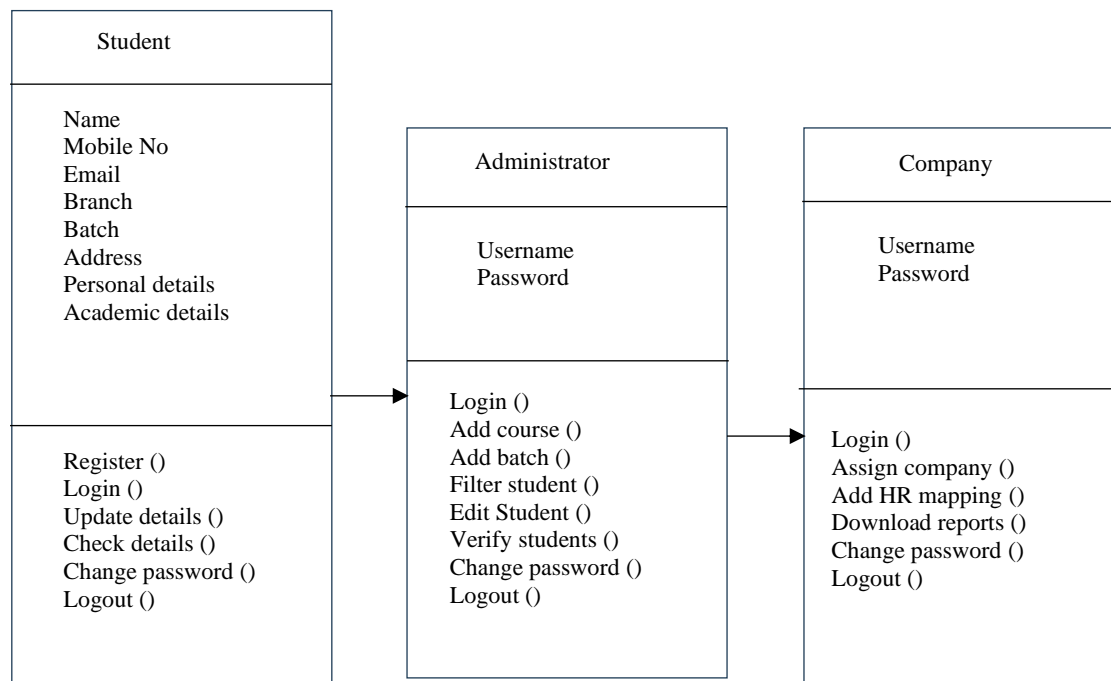 Student
Name
Mobile No
Email
Branch
Batch
Address
Personal details
Academic details
Register ()
Login ()
Update details ()
Check details ()
Change password ()
Logout ()
Administrator
Username
Password
Login ()
Add course ()
Add batch ()
Filter student ()
Edit Student ()
Verify students ()
Change password ()
Logout ()
Company
Username
Password
Login ()
Assign company ()
Add HR mapping ()
Download reports ()
Change password ()
Logout ()